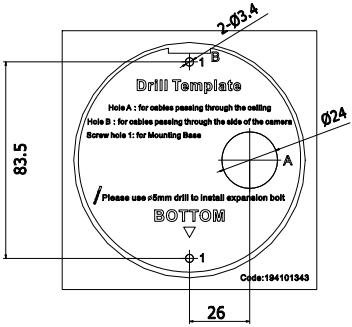 2-Ø3.4
1
B
Drill Template
Hole A : for cables passing through the ceiling
Hole B : for cables passing through the side of the camera
Screw hole 1: for Mounting Base
Ø24
A
83.5
Please use ø5mm drill to install expansion bolt
BOTTOM
1
Code:194101343
26